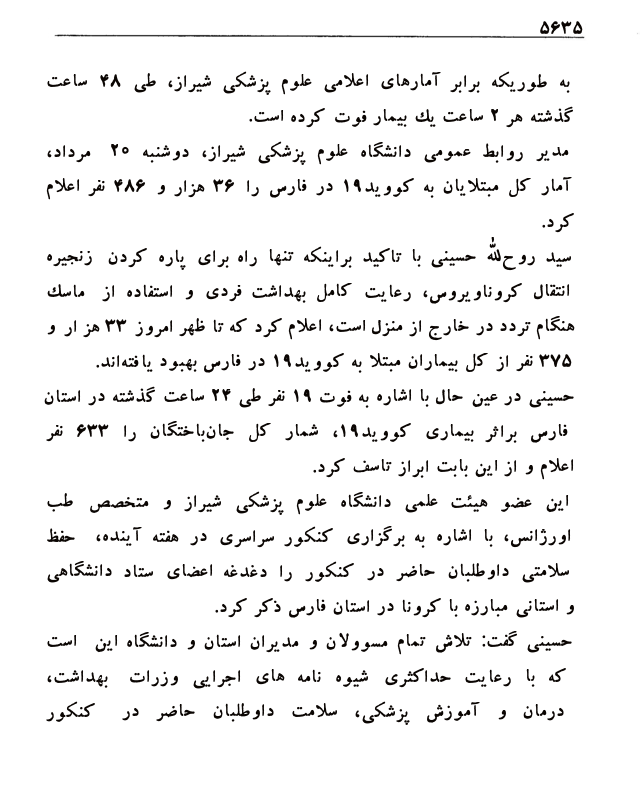 ۵۶۳۵
به طوریکه برابر آمارهای اعلامی علوم پزشکی شیراز، طی ۴۸ ساعت
گذشته هر ۲ ساعت یك بیمار فوت کرده است.
مدیر روابط عمومی دانشگاه علوم پزشکی شیراز، دوشنبه ۲۰ مرداد،
آمار کل مبتلایان به کووید۱۹ در فارس را ۳۶ هزار و ۴۸۶ نفر اعلام
کرد.
سید روح‌الله حسینی با تاکید براینکه تنها راه برای پاره کردن زنجیره
انتقال کروناویروس، رعایت کامل بهداشت فردی و استفاده از ماسك
هنگام تردد در خارج از منزل است، اعلام کرد که تا ظهر امروز ۳۳ هز ار و
۳۷۵ نفر از کل بیماران مبتلا به کووید۱۹ در فارس بهبود یافته‌اند.
حسینی در عین حال با اشاره به فوت ۱۹ نفر طی ۲۴ ساعت گذشته در استان
فارس براثر بیماری کووید۱۹، شمار کل جان‌باختگان را ۶۳۳ نفر
اعلام و از این بابت ابراز تاسف کرد.
این عضو هیئت علمی دانشگاه علوم پزشکی شیراز و متخصص طب
اورژانس، با اشاره به برگزاری کنکور سراسری در هفته آینده، حفظ
سلامتی داوطلبان حاضر در کنکور را دغدغه اعضای ستاد دانشگاهی
و استانی مبارزه با کرونا در استان فارس ذکر کرد.
حسینی گفت: تلاش تمام مسوولان و مدیران استان و دانشگاه این است
که با رعایت حداکثری شیوه نامه های اجرایی وزرات بهداشت،
درمان و آموزش پزشکی، سلامت داوطلبان حاضر در کنکور